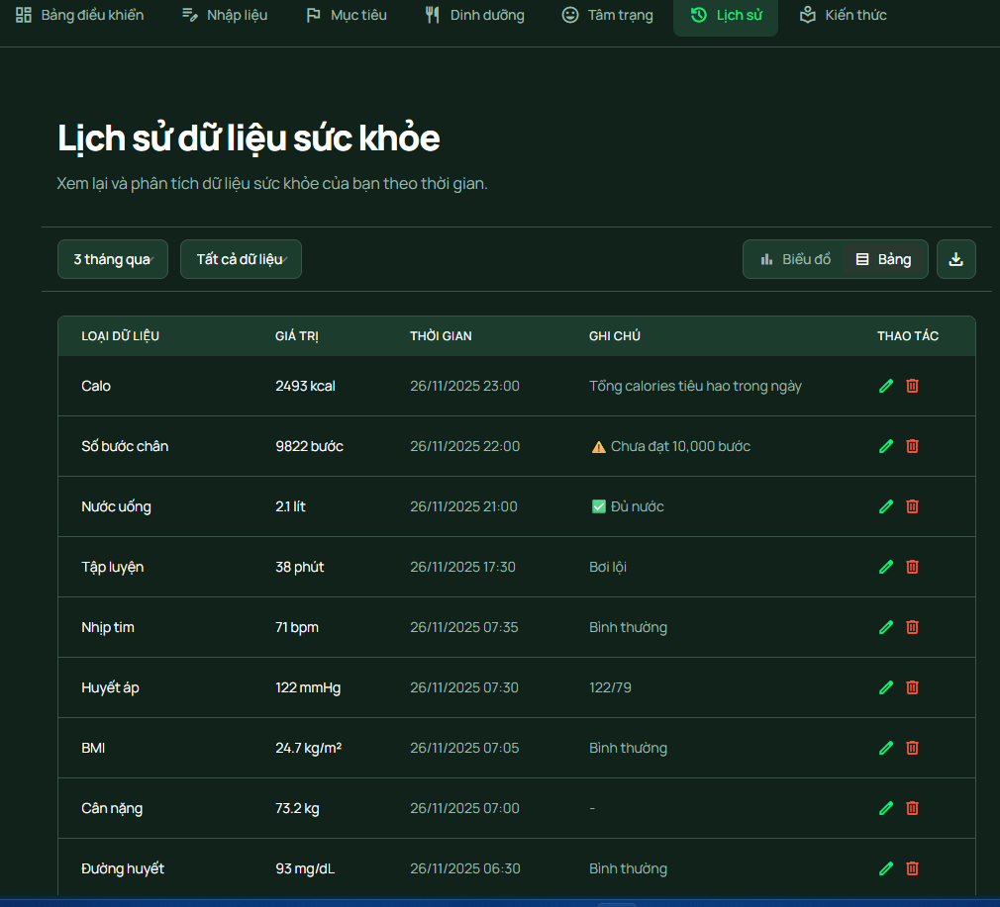 Bảng điều khiển Nhập liệu Mục tiêu Dinh dưỡng Tâm trạng Lịch sử Kiến thức
Lịch sử dữ liệu sức khỏe
Xem lại và phân tích dữ liệu sức khỏe của bạn theo thời gian.
3 tháng qua Tất cả dữ liệu Biểu đồ Bảng
LOẠI DỮ LIỆU GIÁ TRỊ THỜI GIAN GHI CHÚ THAO TÁC
Calo 2493 kcal 26/11/2025 23:00 Tổng calories tiêu hao trong ngày
Số bước chân 9822 bước 26/11/2025 22:00 ⚠️ Chưa đạt 10,000 bước
Nước uống 2.1 lít 26/11/2025 21:00 ✅ Đủ nước
Tập luyện 38 phút 26/11/2025 17:30 Bơi lội
Nhịp tim 71 bpm 26/11/2025 07:35 Bình thường
Huyết áp 122 mmHg 26/11/2025 07:30 122/79
BMI 24.7 kg/m² 26/11/2025 07:05 Bình thường
Cân nặng 73.2 kg 26/11/2025 07:00 -
Đường huyết 93 mg/dL 26/11/2025 06:30 Bình thường